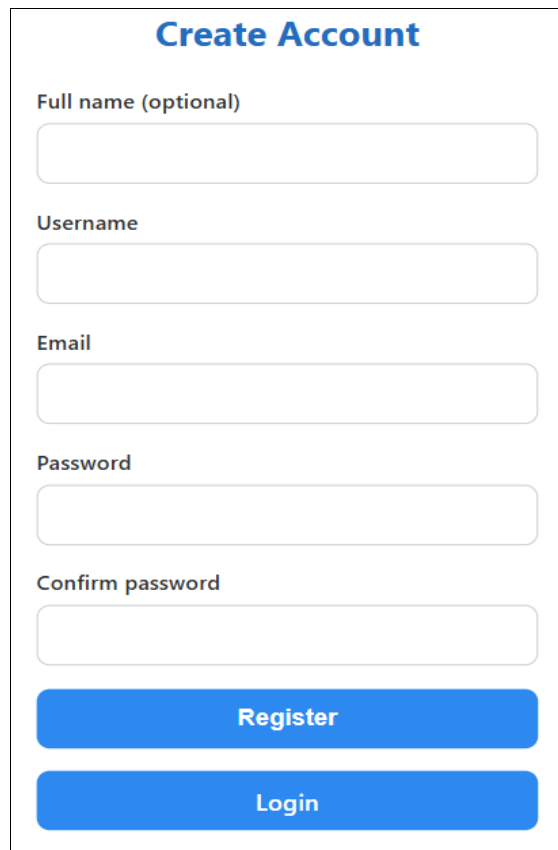 Create Account
Full name (optional)
Username
Email
Password
Confirm password
Register
Login